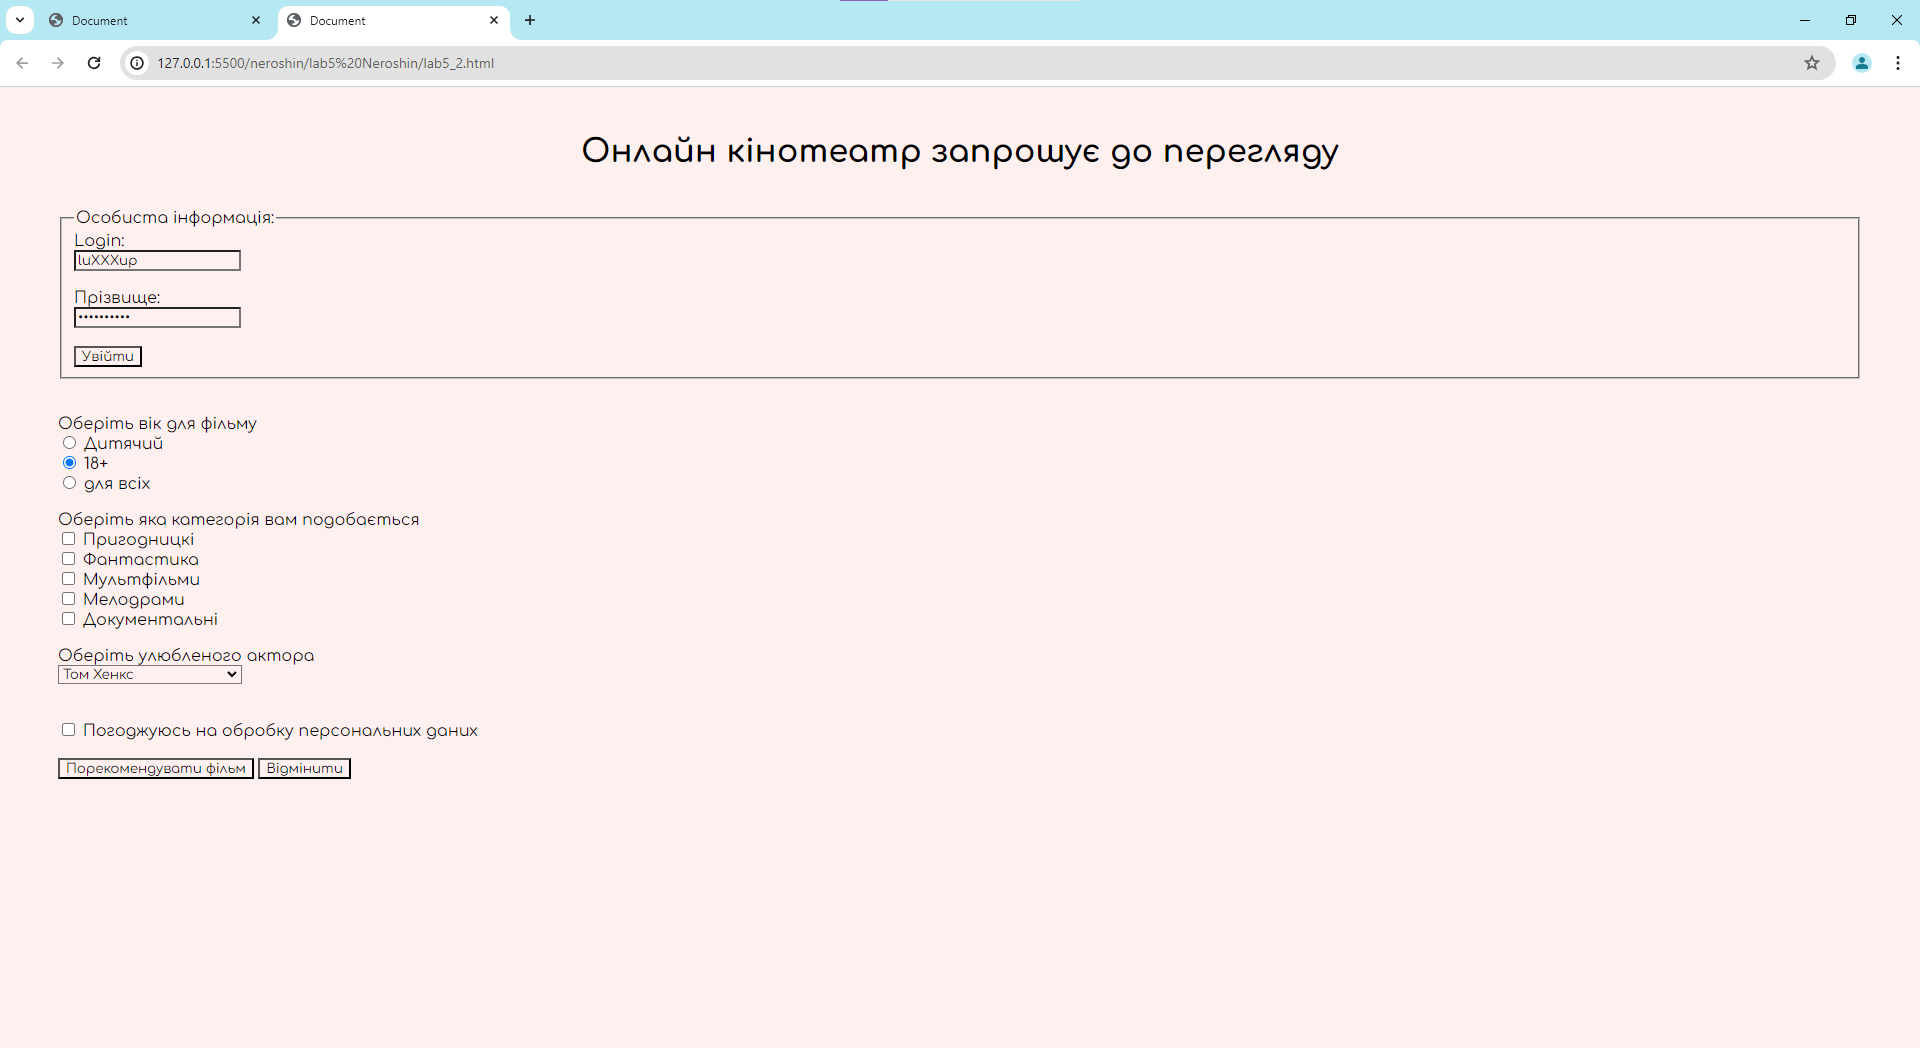 Document
Document
127.0.0.1:5500/neroshin/lab5%20Neroshin/lab5_2.html
Онлайн кінотеатр запрошує до перегляду
Особиста інформація:
Login:
luXXXup
Прізвище:
••••••••••
Увійти
Оберіть вік для фільму
Дитячий
18+
для всіх
Оберіть яка категорія вам подобається
Пригодницкі
Фантастика
Мультфільми
Мелодрами
Документальні
Оберіть улюбленого актора
Том Хенкс
Погоджуюсь на обробку персональних даних
Порекомендувати фільм Відмінити